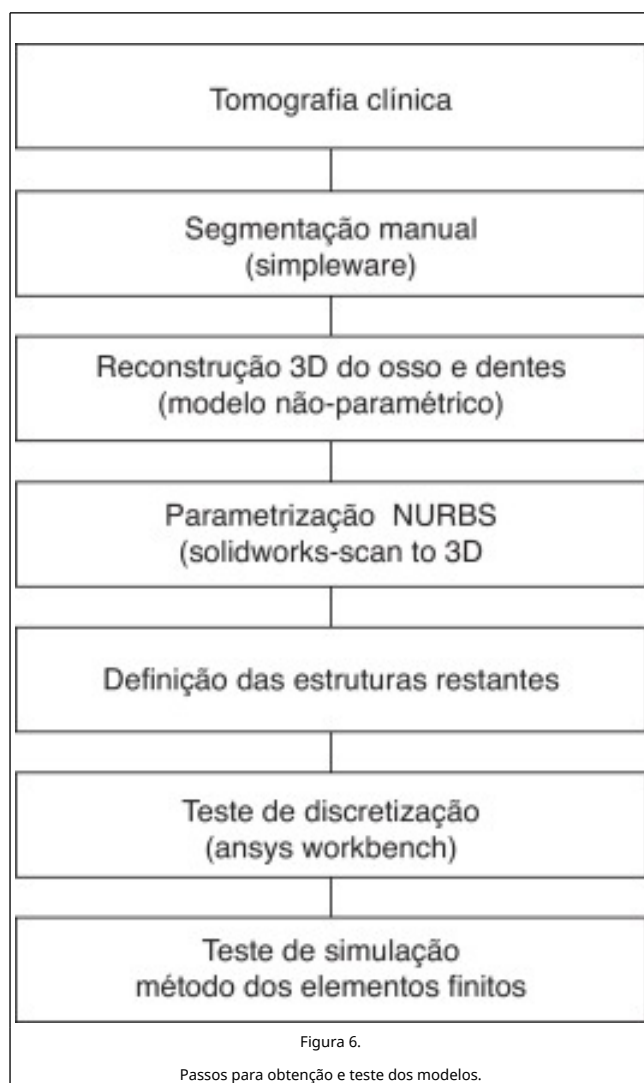 Tomografia clínica
Segmentação manual
(simpleware)
Reconstrução 3D do osso e dentes
(modelo não-paramétrico)
Parametrização NURBS
(solidworks-scan to 3D
Definição das estruturas restantes
Teste de discretização
(ansys workbench)
Teste de simulação
método dos elementos finitos
Figura 6.
Passos para obtenção e teste dos modelos.